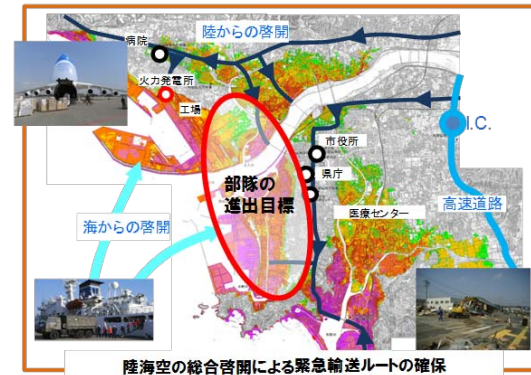 陸からの啓開
病院
火力発電所
工場
I.C.
市役所
県庁
部隊の
進出目標
医療センター
高速道路
海からの啓開
陸海空の総合啓開による緊急輸送ルートの確保